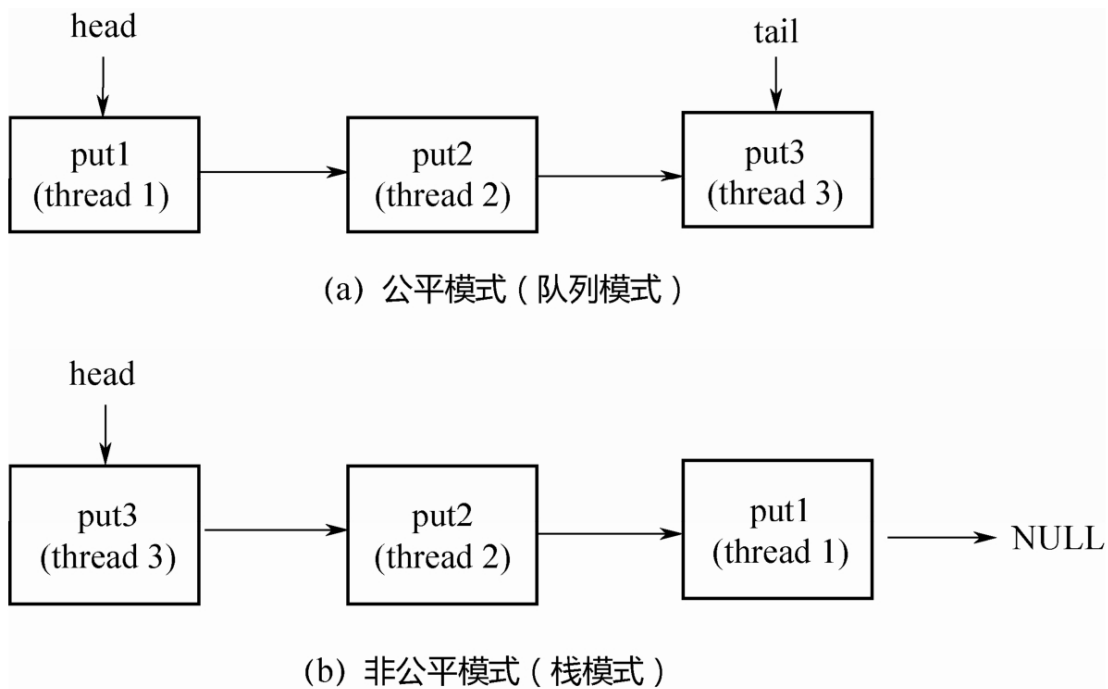 head
tail
put1
(thread 1)
put2
(thread 2)
put3
(thread 3)
(a) 公平模式（队列模式）
head
put3
(thread 3)
put2
(thread 2)
put1
(thread 1)
NULL
(b) 非公平模式（栈模式）